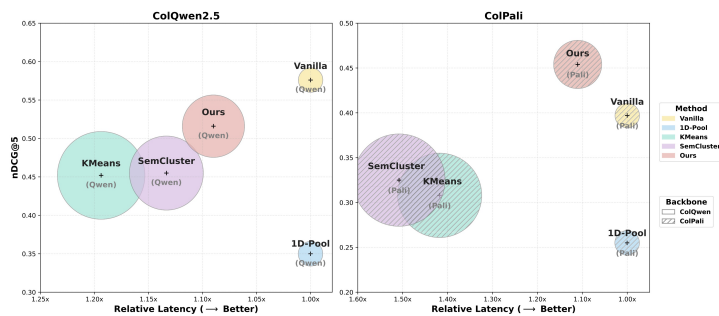 ColQwen2.5
nDCG@5
0.65
0.60
0.55
0.50
0.45
0.40
0.35
0.30
Vanilla
(Qwen)
Ours
(Qwen)
KMeans
(Qwen)
SemCluster
(Qwen)
1D-Pool
(Qwen)
1.25x
1.20x
1.15x
1.10x
1.05x
1.00x
Relative Latency (⟶ Better)
ColPali
0.50
0.45
0.40
0.35
0.30
0.25
0.20
Ours
(Pali)
Vanilla
(Pali)
SemCluster
(Pali)
KMeans
(Pali)
1D-Pool
(Pali)
1.60x
1.50x
1.40x
1.30x
1.20x
1.10x
1.00x
Relative Latency (⟶ Better)
Method
Vanilla
1D-Pool
KMeans
SemCluster
Ours
Backbone
ColQwen
ColPali